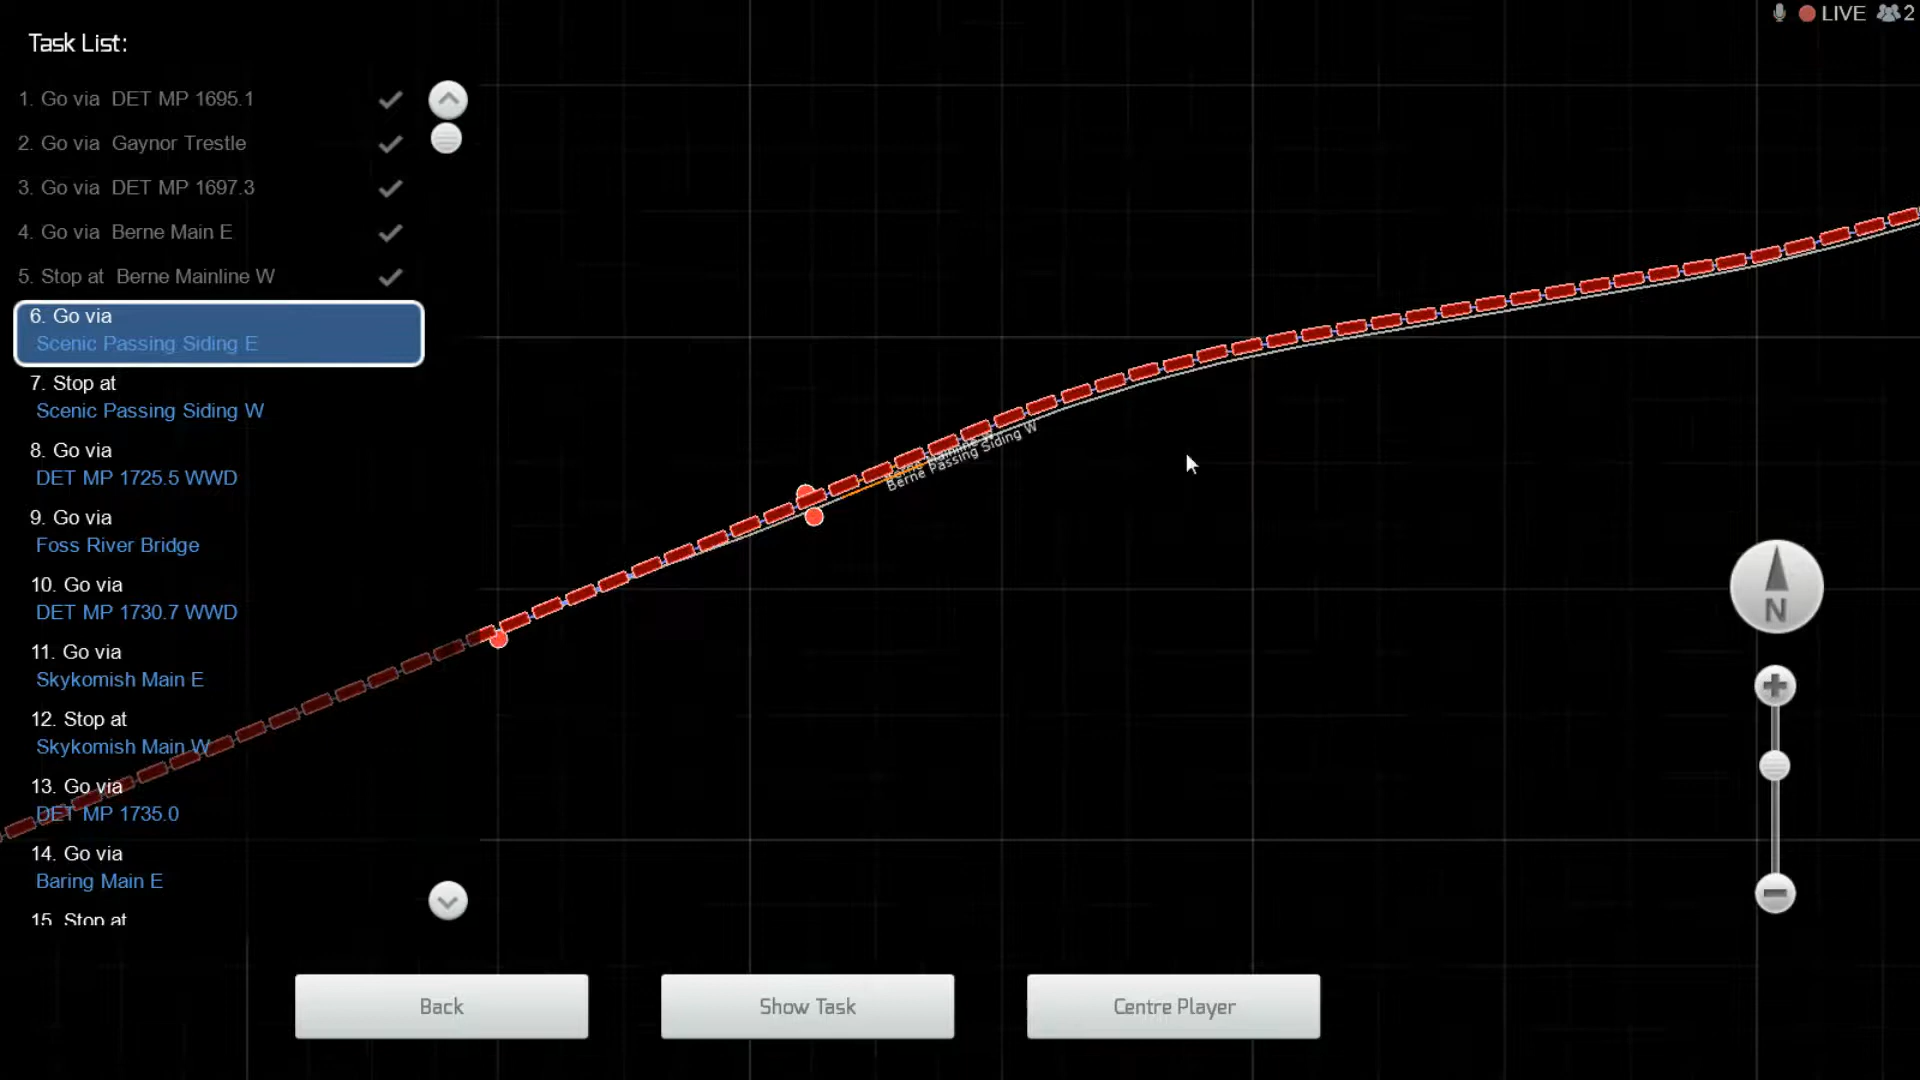 LIVE 2
Task List:
1. Go via DET MP 1695.1
2. Go via Gaynor Trestle
3. Go via DET MP 1697.3
4. Go via Berne Main E
5. Stop at Berne Mainline W
6. Go via
Scenic Passing Siding E
7. Stop at
Scenic Passing Siding W
8. Go via
DET MP 1725.5 WWD
9. Go via
Foss River Bridge
10. Go via
DET MP 1730.7 WWD
11. Go via
Skykomish Main E
12. Stop at
Skykomish Main W
13. Go via
DET MP 1735.0
14. Go via
Baring Main E
15. Stop at
Berne Mainline W
Berne Passing Siding W
N
Back
Show Task
Centre Player